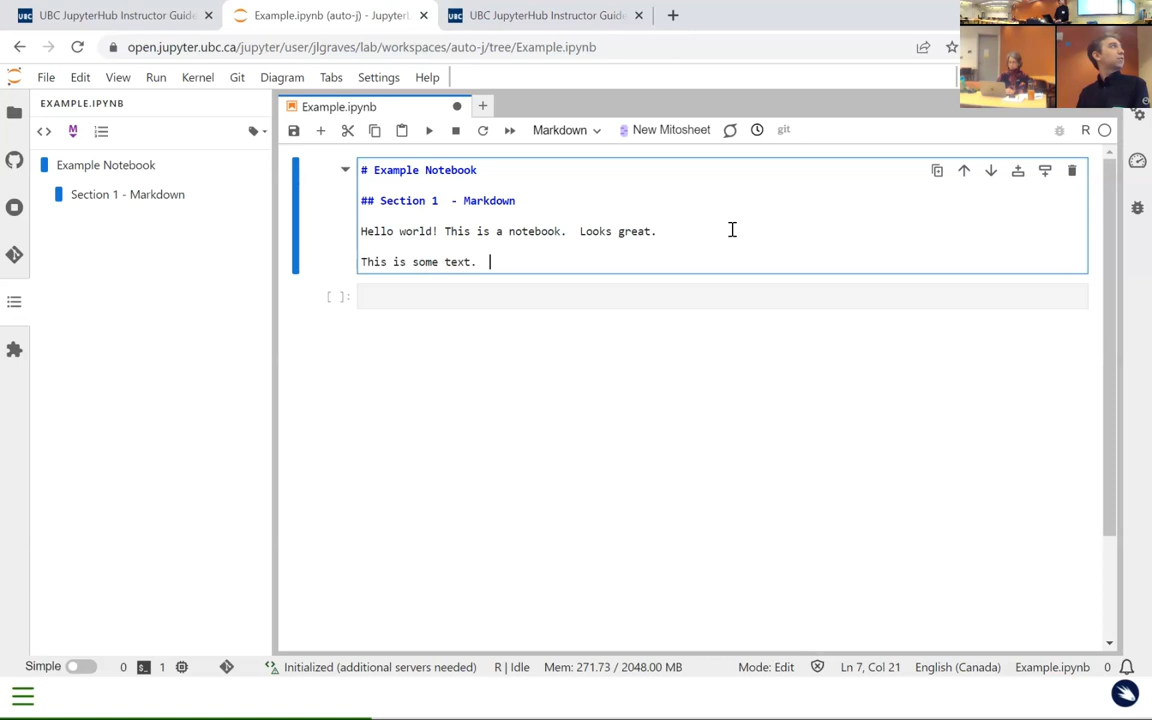 UBC UBC JupyterHub Instructor Guide
Example.ipynb (auto-j) - JupyterL
UBC UBC JupyterHub Instructor Guide
open.jupyter.ubc.ca/jupyter/user/jlgraves/lab/workspaces/auto-j/tree/Example.ipynb
File Edit View Run Kernel Git Diagram Tabs Settings Help
EXAMPLE.IPYNB
Example.ipynb
Markdown New Mitosheet git R
Example Notebook
Section 1 - Markdown
# Example Notebook
## Section 1  - Markdown
Hello world! This is a notebook.  Looks great.
This is some text.
[ ]:
Simple 0 1 Initialized (additional servers needed) R | Idle Mem: 271.73 / 2048.00 MB Mode: Edit Ln 7, Col 21 English (Canada) Example.ipynb 0